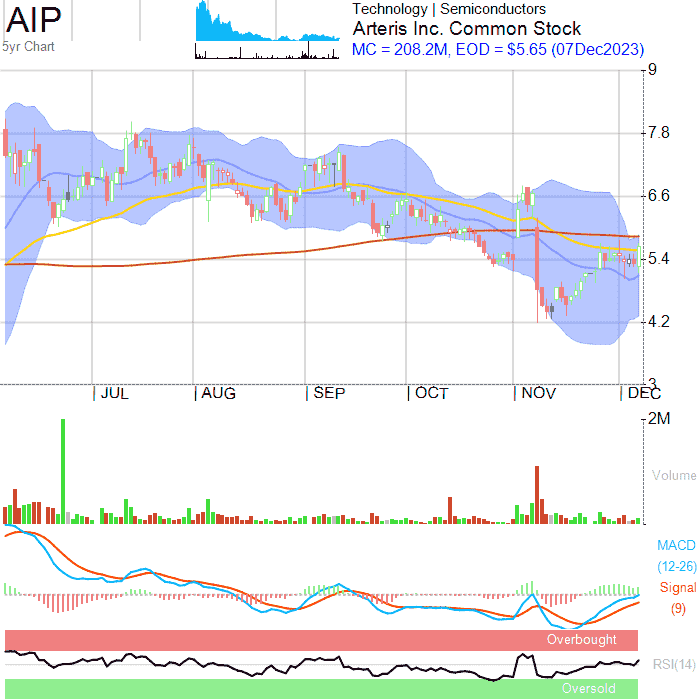 AIP
5yr Chart
Technology | Semiconductors
Arteris Inc. Common Stock
MC = 208.2M, EOD = $5.65 (07Dec2023)
9
7.8
6.6
5.4
4.2
3
JUL AUG SEP OCT NOV DEC
2M
Volume
MACD
(12-26)
Signal
(9)
Overbought
RSI(14)
Oversold